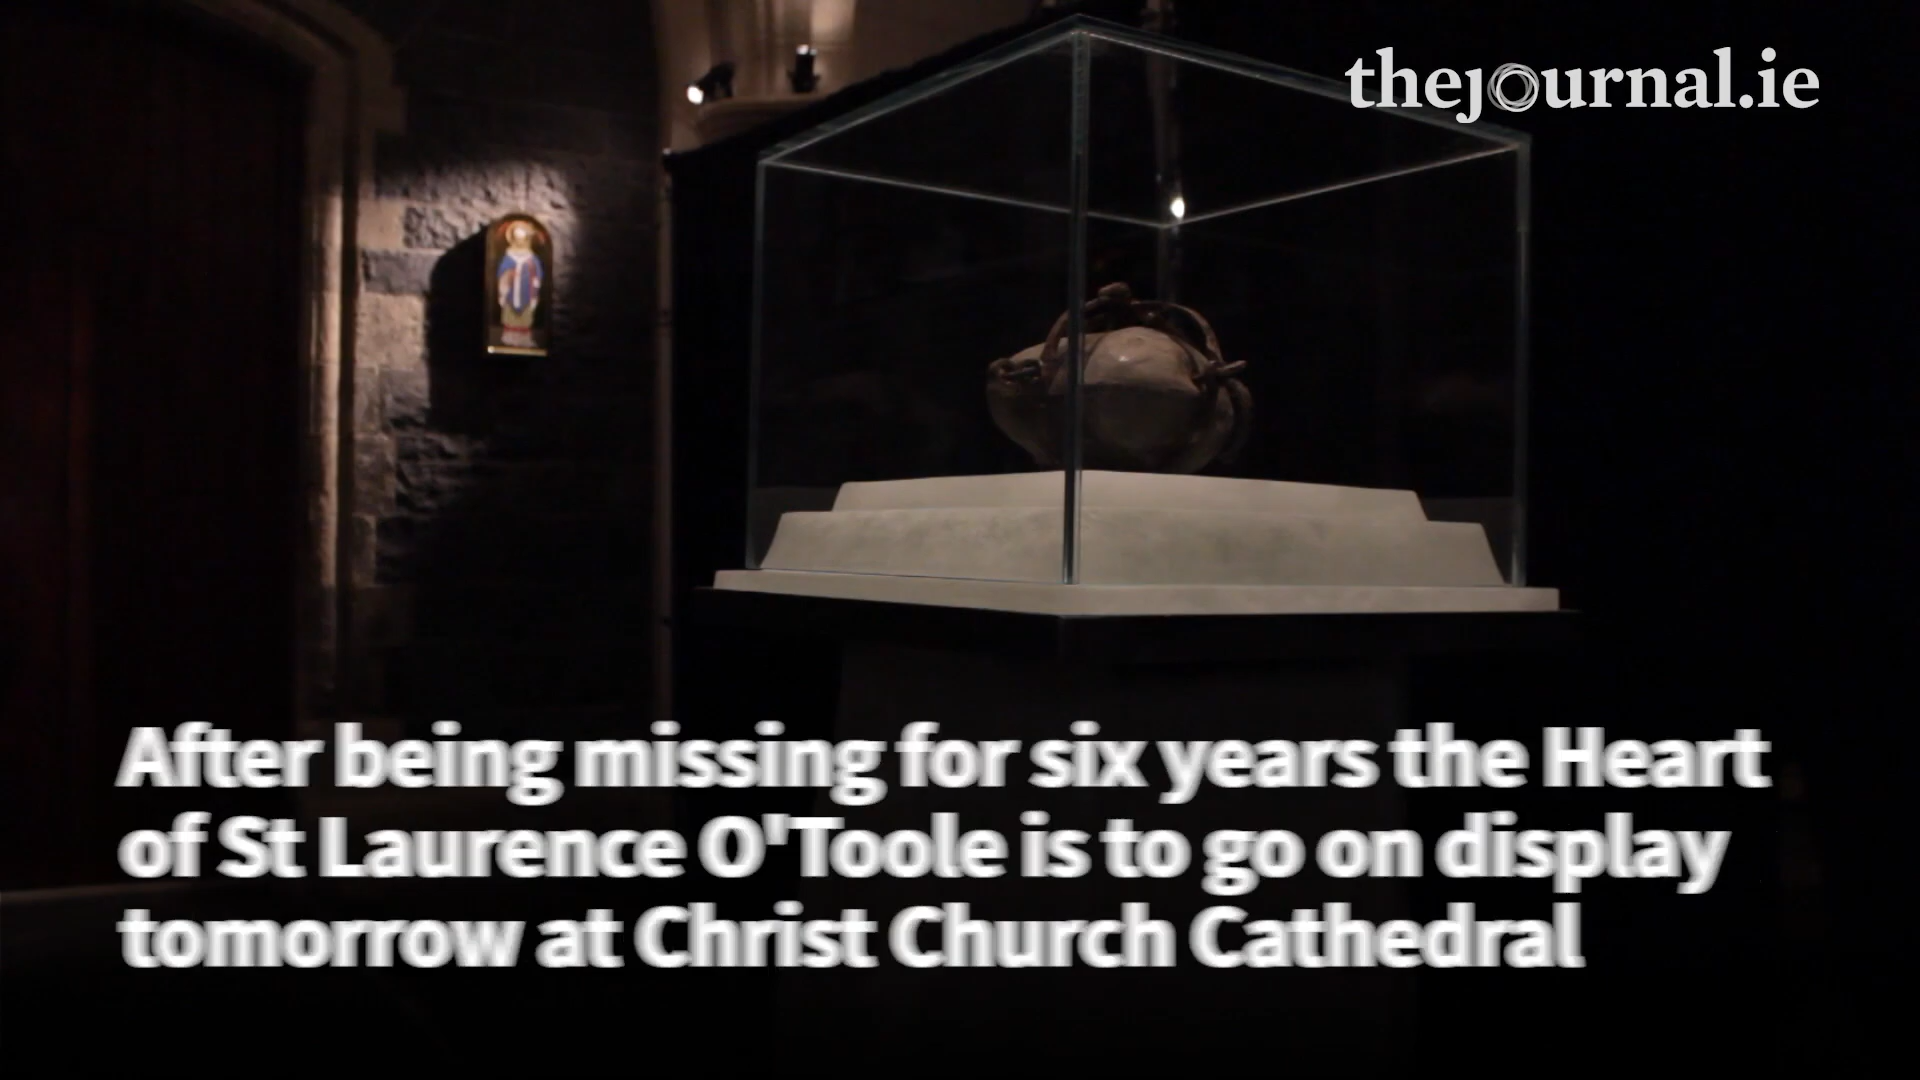 thejournal.ie
After being missing for six years the Heart
of St Laurence O'Toole is to go on display
tomorrow at Christ Church Cathedral